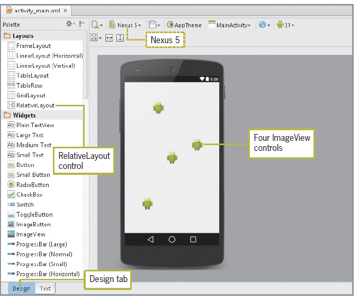 activity_main.xml ×
Palette
Nexus 5
AppTheme
MainActivity
21
Nexus 5
Layouts
FrameLayout
LinearLayout (Horizontal)
LinearLayout (Vertical)
TableLayout
TableRow
GridLayout
RelativeLayout
Widgets
Plain TextView
Large Text
Medium Text
Small Text
Button
Small Button
RadioButton
CheckBox
Switch
ToggleButton
ImageButton
ImageView
ProgressBar (Large)
ProgressBar (Normal)
ProgressBar (Small)
ProgressBar (Horizontal)
RelativeLayout
control
Four ImageView
controls
Design tab
Design
Text